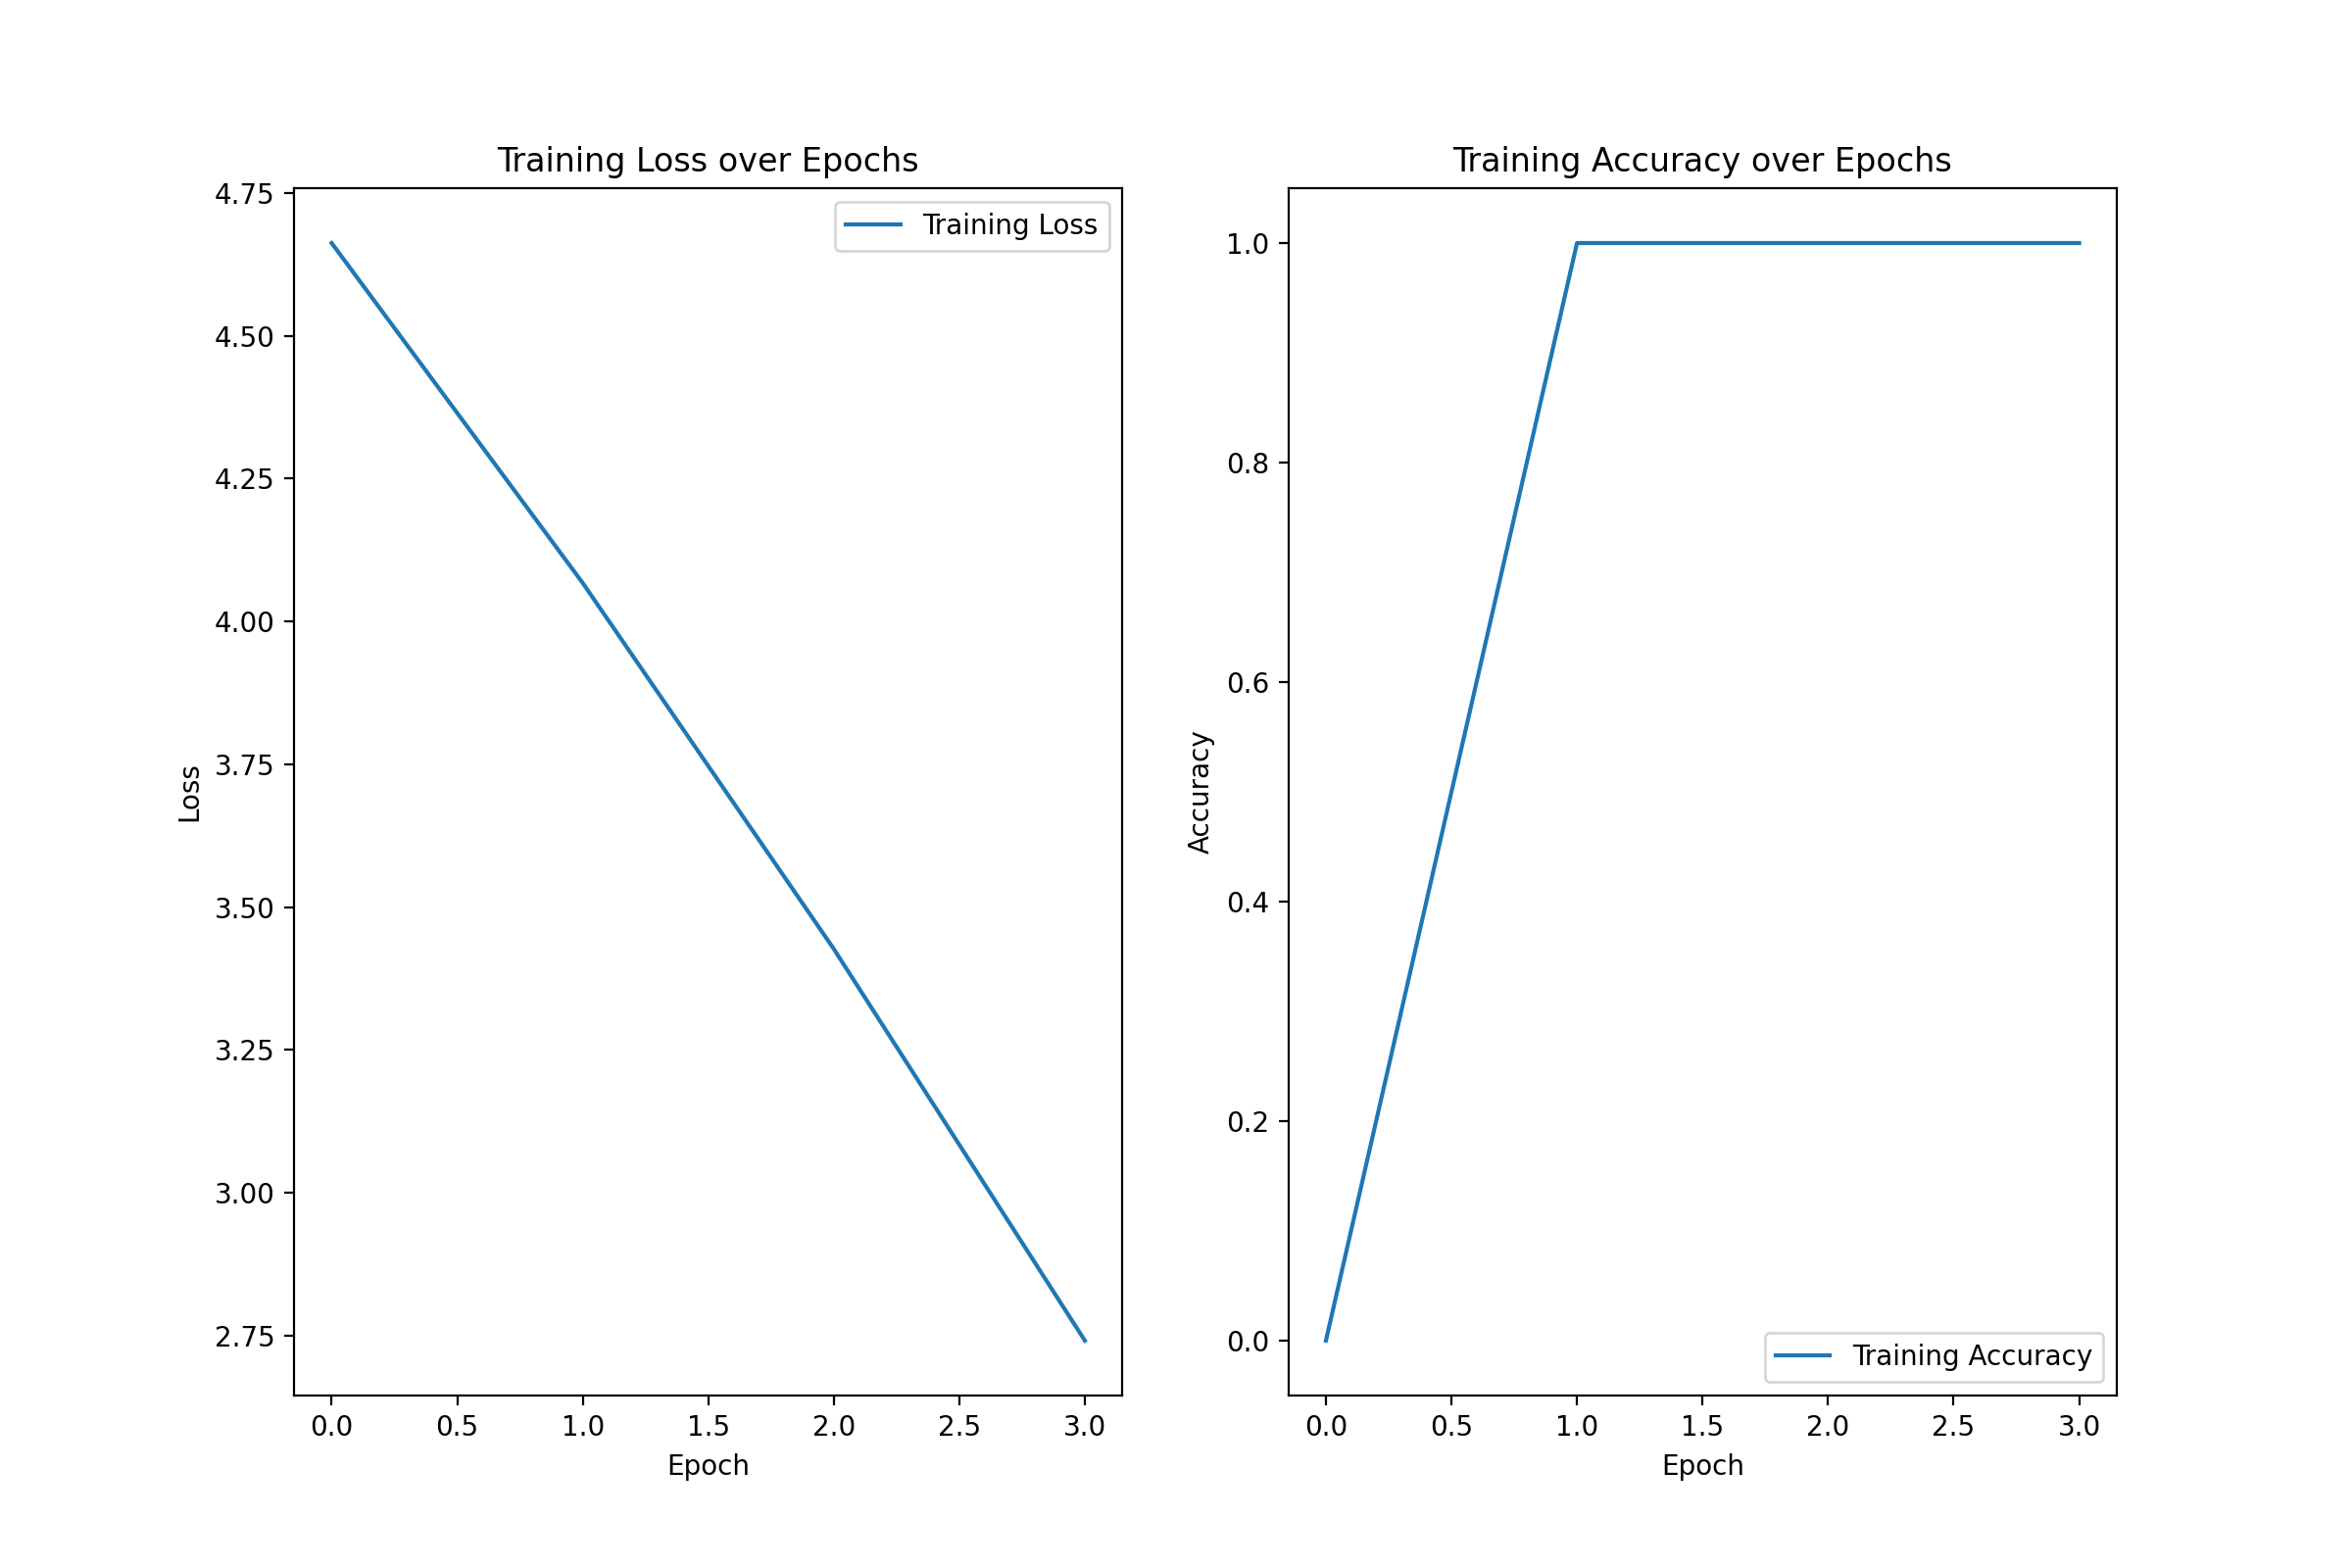 Training Loss over Epochs
4.75
4.50
4.25
4.00
3.75
3.50
3.25
3.00
2.75
Loss
Training Loss
0.0 0.5 1.0 1.5 2.0 2.5 3.0
Epoch
Training Accuracy over Epochs
1.0
0.8
0.6
0.4
0.2
0.0
Accuracy
Training Accuracy
0.0 0.5 1.0 1.5 2.0 2.5 3.0
Epoch